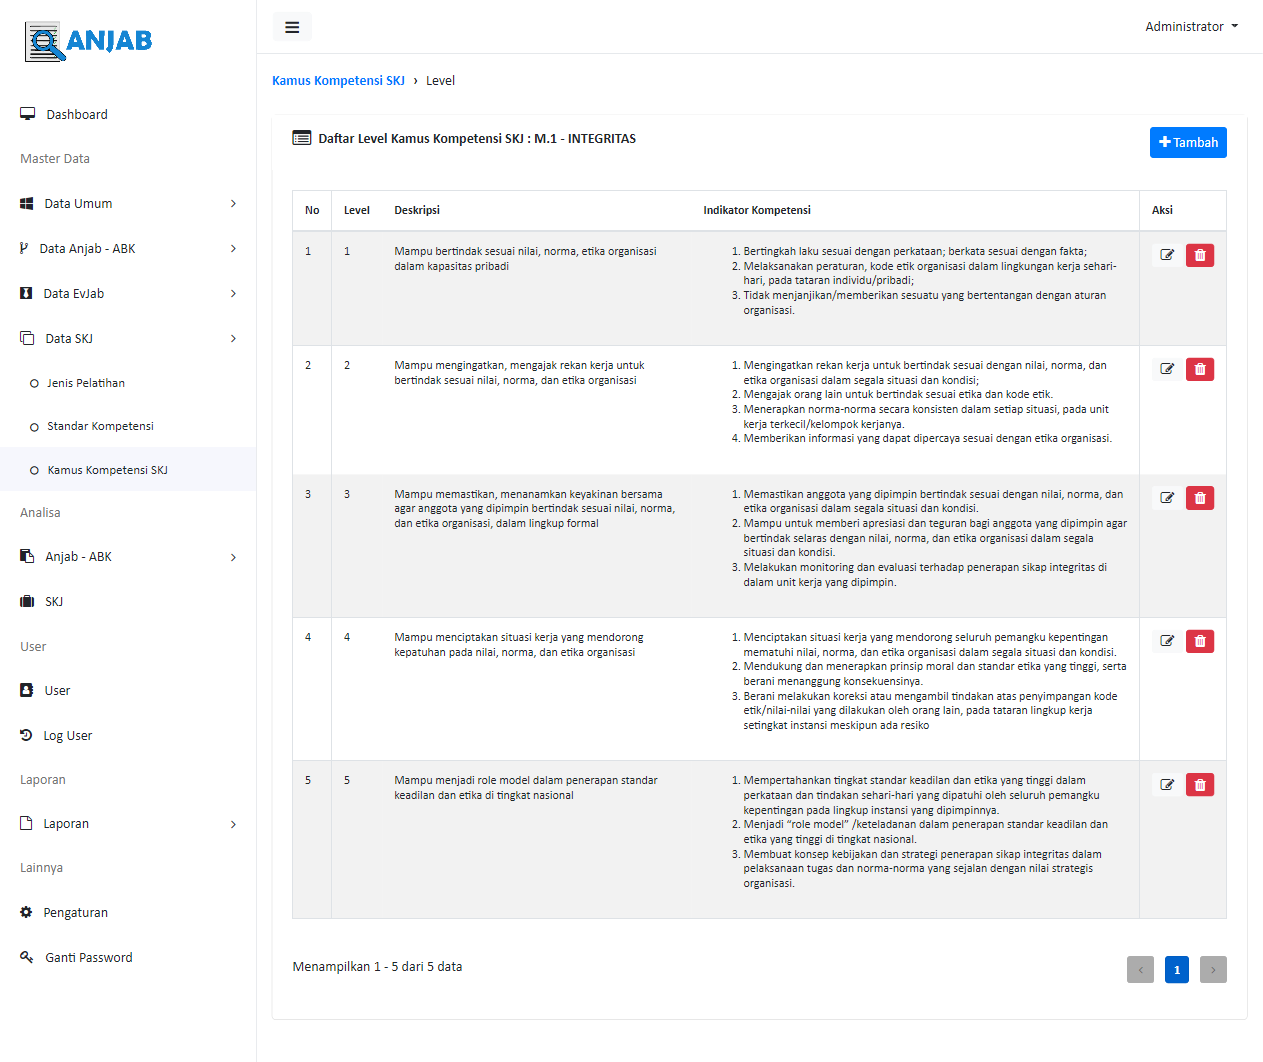 ANJAB
Administrator
Kamus Kompetensi SKJ › Level
Dashboard
Master Data
Data Umum
Data Anjab - ABK
Data EvJab
Data SKJ
Jenis Pelatihan
Standar Kompetensi
Kamus Kompetensi SKJ
Analisa
Anjab - ABK
SKJ
User
User
Log User
Laporan
Laporan
Lainnya
Pengaturan
Ganti Password
Daftar Level Kamus Kompetensi SKJ : M.1 - INTEGRITAS
Tambah
No Level Deskripsi Indikator Kompetensi Aksi
1 1
Mampu bertindak sesuai nilai, norma, etika organisasi
dalam kapasitas pribadi
1. Bertingkah laku sesuai dengan perkataan; berkata sesuai dengan fakta;
2. Melaksanakan peraturan, kode etik organisasi dalam lingkungan kerja sehari-
hari, pada tataran individu/pribadi;
3. Tidak menjanjikan/memberikan sesuatu yang bertentangan dengan aturan
organisasi.
2 2
Mampu mengingatkan, mengajak rekan kerja untuk
bertindak sesuai nilai, norma, dan etika organisasi
1. Mengingatkan rekan kerja untuk bertindak sesuai dengan nilai, norma, dan
etika organisasi dalam segala situasi dan kondisi;
2. Mengajak orang lain untuk bertindak sesuai etika dan kode etik.
3. Menerapkan norma-norma secara konsisten dalam setiap situasi, pada unit
kerja terkecil/kelompok kerjanya.
4. Memberikan informasi yang dapat dipercaya sesuai dengan etika organisasi.
3 3
Mampu memastikan, menanamkan keyakinan bersama
agar anggota yang dipimpin bertindak sesuai nilai, norma,
dan etika organisasi, dalam lingkup formal
1. Memastikan anggota yang dipimpin bertindak sesuai dengan nilai, norma, dan
etika organisasi dalam segala situasi dan kondisi.
2. Mampu untuk memberi apresiasi dan teguran bagi anggota yang dipimpin agar
bertindak selaras dengan nilai, norma, dan etika organisasi dalam segala
situasi dan kondisi.
3. Melakukan monitoring dan evaluasi terhadap penerapan sikap integritas di
dalam unit kerja yang dipimpin.
4 4
Mampu menciptakan situasi kerja yang mendorong
kepatuhan pada nilai, norma, dan etika organisasi
1. Menciptakan situasi kerja yang mendorong seluruh pemangku kepentingan
mematuhi nilai, norma, dan etika organisasi dalam segala situasi dan kondisi.
2. Mendukung dan menerapkan prinsip moral dan standar etika yang tinggi, serta
berani menanggung konsekuensinya.
3. Berani melakukan koreksi atau mengambil tindakan atas penyimpangan kode
etik/nilai-nilai yang dilakukan oleh orang lain, pada tataran lingkup kerja
setingkat instansi meskipun ada resiko
5 5
Mampu menjadi role model dalam penerapan standar
keadilan dan etika di tingkat nasional
1. Mempertahankan tingkat standar keadilan dan etika yang tinggi dalam
perkataan dan tindakan sehari-hari yang dipatuhi oleh seluruh pemangku
kepentingan pada lingkup instansi yang dipimpinnya.
2. Menjadi “role model” /keteladanan dalam penerapan standar keadilan dan
etika yang tinggi di tingkat nasional.
3. Membuat konsep kebijakan dan strategi penerapan sikap integritas dalam
pelaksanaan tugas dan norma-norma yang sejalan dengan nilai strategis
organisasi.
Menampilkan 1 - 5 dari 5 data
‹ 1 ›